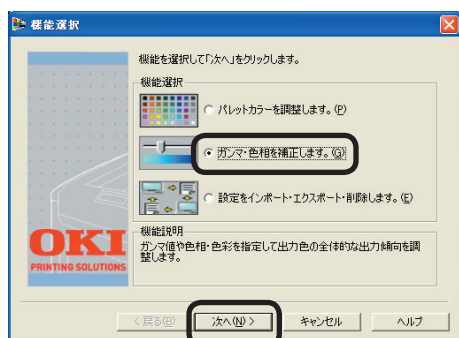 機能選択
機能を選択して「次へ」をクリックします。
機能選択
パレットカラーを調整します。(P)
ガンマ・色相を補正します。(G)
設定をインポート・エクスポート・削除します。(E)
機能説明
ガンマ値や色相・色彩を指定して出力色の全体的な出力傾向を調
整します。
OKI
PRINTING SOLUTIONS
< 戻る(B)
次へ(N) >
キャンセル
ヘルプ